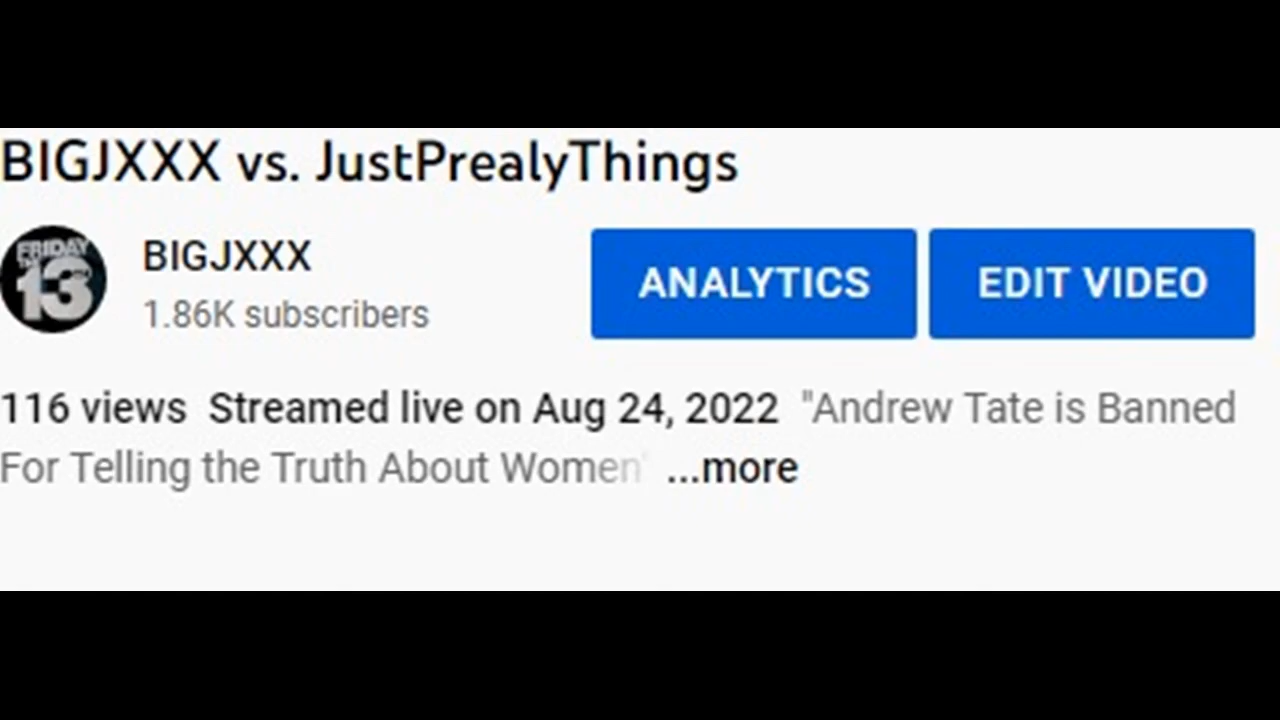 BIGJXXX vs. JustPrealyThings
FRIDAY
THE
13
BIGJXXX
1.86K subscribers
ANALYTICS
EDIT VIDEO
116 views Streamed live on Aug 24, 2022 "Andrew Tate is Banned
For Telling the Truth About Women" ...more